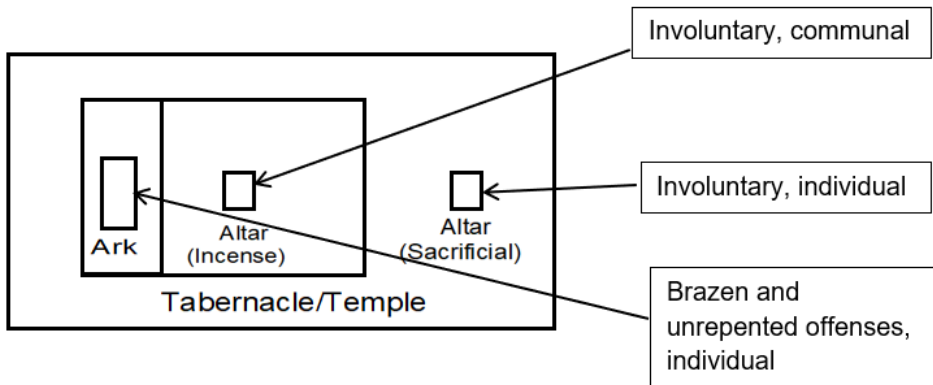 Involuntary, communal
Involuntary, individual
Ark
Altar
(Incense)
Altar
(Sacrificial)
Tabernacle/Temple
Brazen and
unrepented offenses,
individual